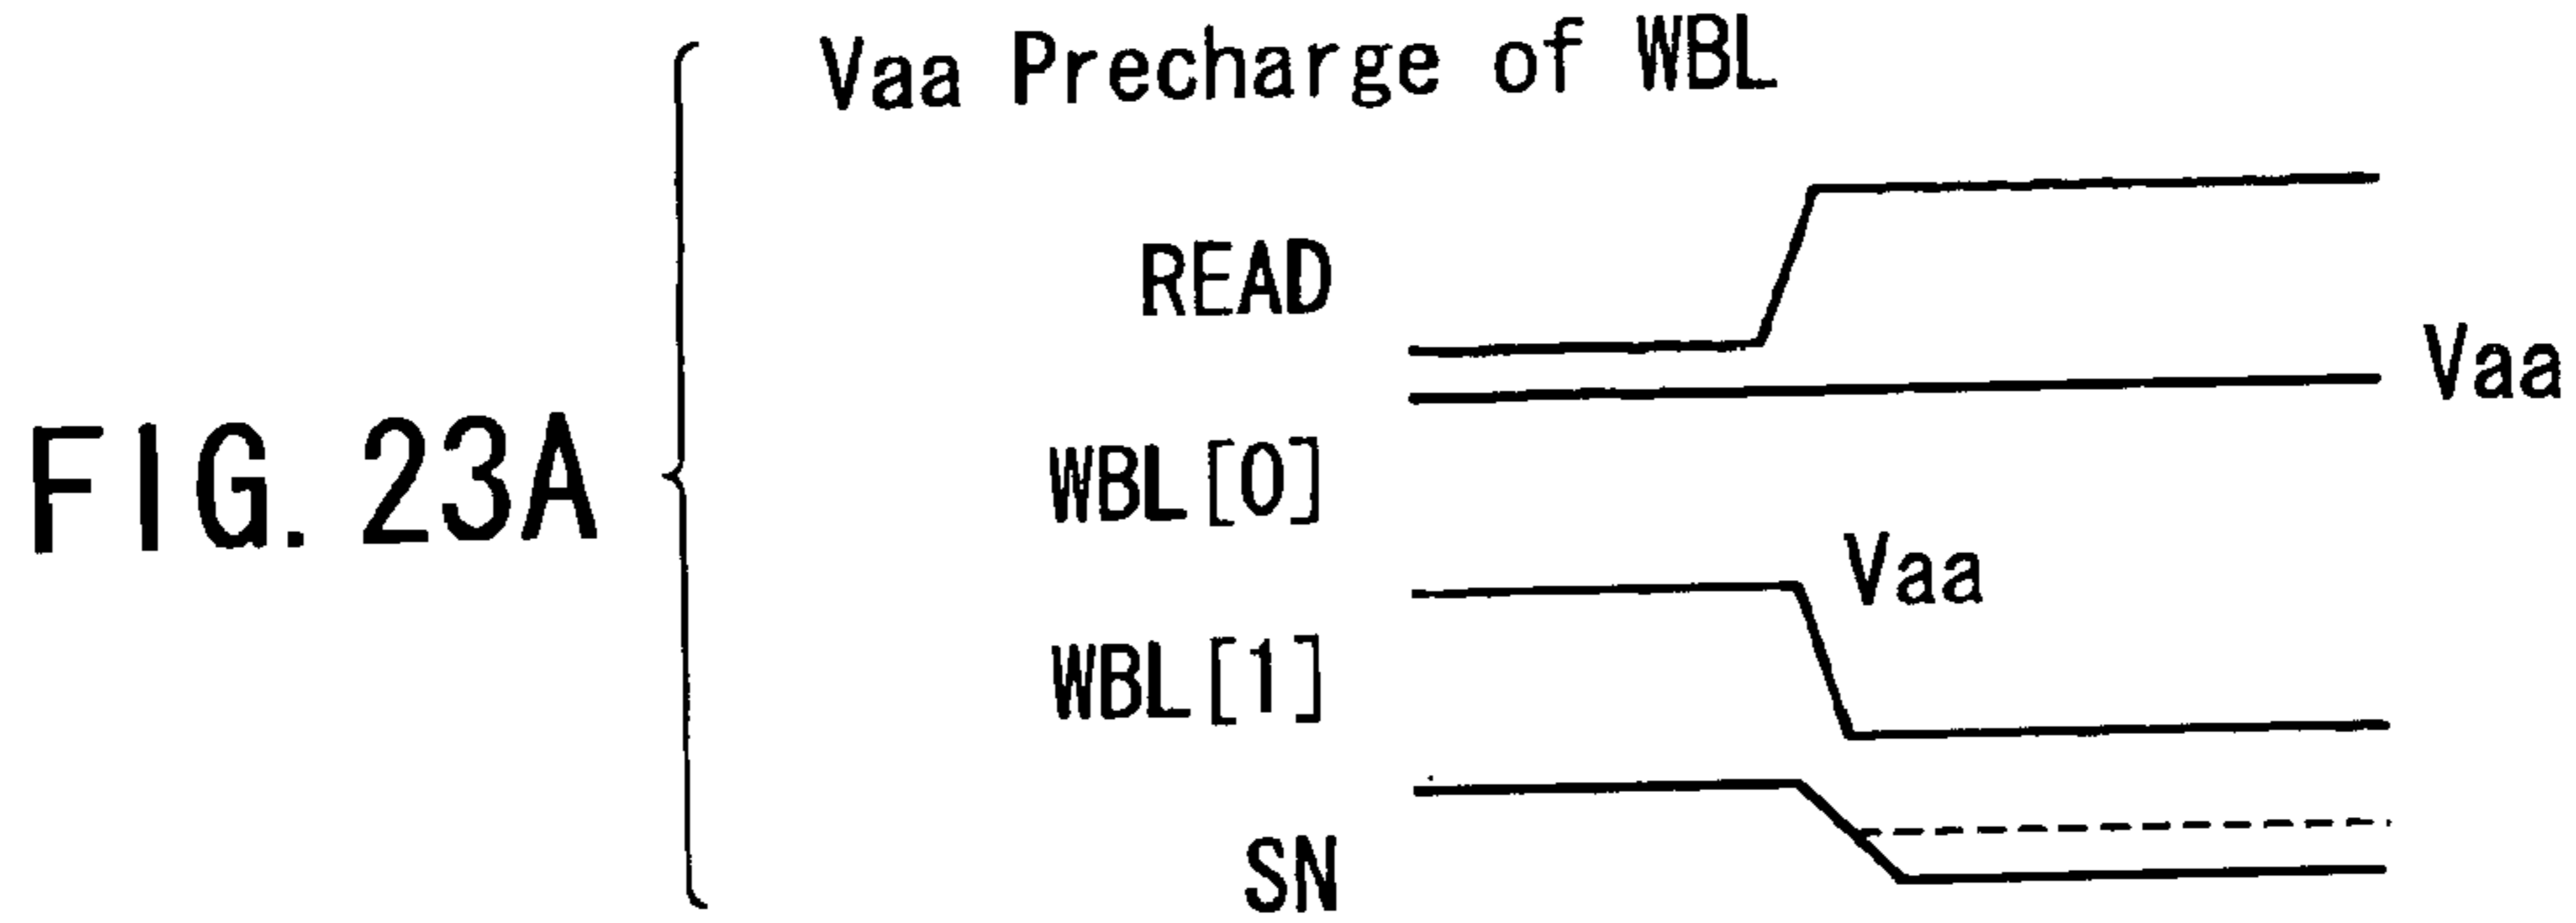 Vaa Precharge of WBL
READ
Vaa
FIG. 23A
WBL[0]
Vaa
WBL[1]
SN